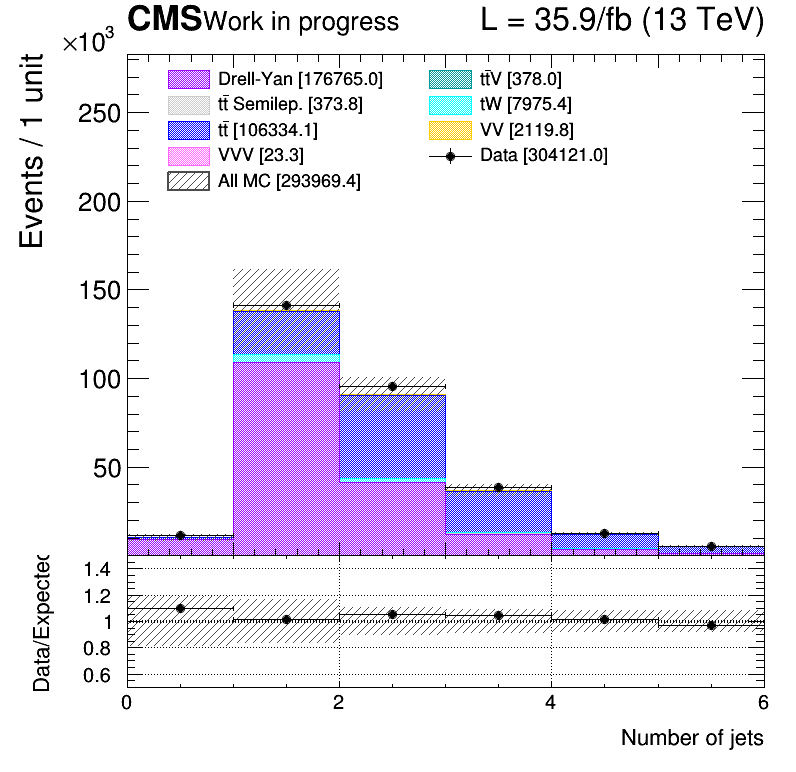 CMS Work in progress L = 35.9/fb (13 TeV)
×10³
Events / 1 unit
250
200
150
100
50
Drell-Yan [176765.0]
tt̄ Semilep. [373.8]
tt̄ [106334.1]
VVV [23.3]
All MC [293969.4]
tt̄V [378.0]
tW [7975.4]
VV [2119.8]
Data [304121.0]
Data/Expected
1.4
1.2
1
0.8
0.6
0 2 4 6
Number of jets